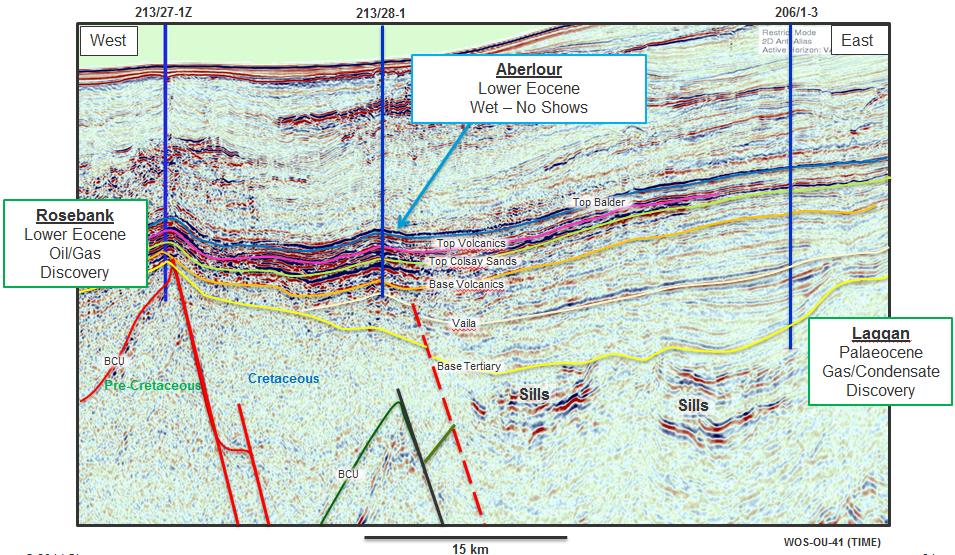 213/27-1Z
213/28-1
206/1-3
West
Restric Mode
2D Anti Alias
Active Horizon: VA
East
Aberlour
Lower Eocene
Wet – No Shows
Rosebank
Lower Eocene
Oil/Gas
Discovery
Top Balder
Top Volcanics
Top Colsay Sands
Base Volcanics
Vaila
Base Tertiary
BCU
Pre-Cretaceous
Cretaceous
Sills
Sills
BCU
Laggan
Palaeocene
Gas/Condensate
Discovery
15 km
WOS-OU-41 (TIME)